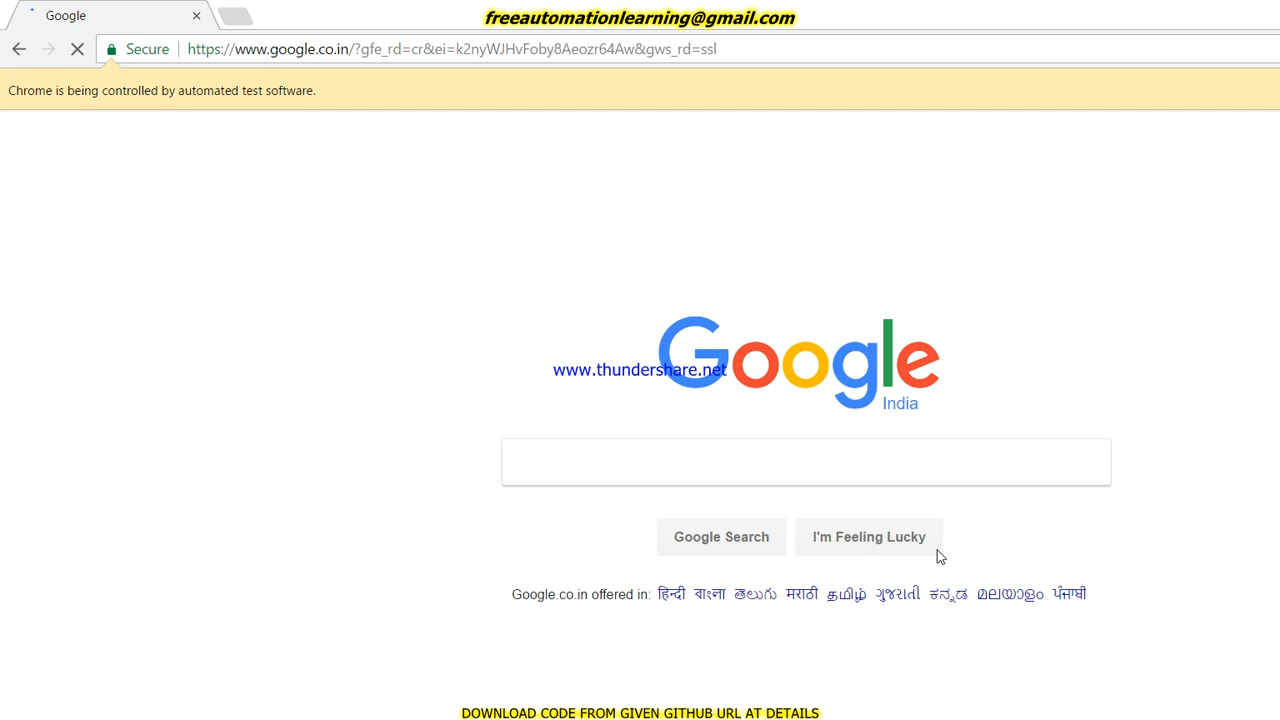 Google
freeautomationlearning@gmail.com
Secure https://www.google.co.in/?gfe_rd=cr&ei=k2nyWJHvFoby8Aeozr64Aw&gws_rd=ssl
Chrome is being controlled by automated test software.
Google
www.thundershare.net
India
Google Search I'm Feeling Lucky
Google.co.in offered in: हिन्दी বাংলা తెలుగు मराठी தமிழ் ગુજરાતી ಕನ್ನಡ മലയാളം ਪੰਜਾਬੀ
DOWNLOAD CODE FROM GIVEN GITHUB URL AT DETAILS